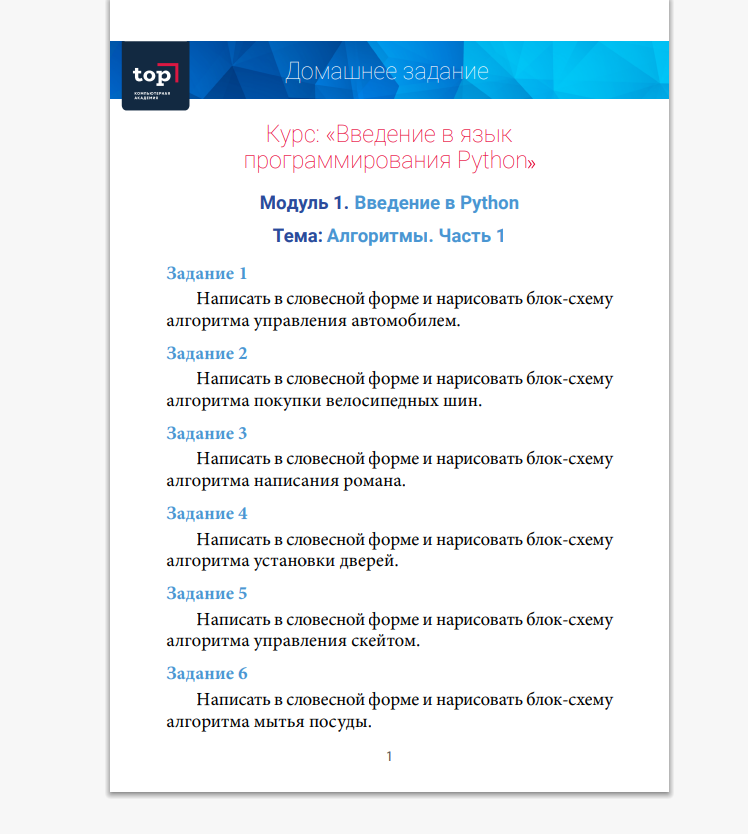 top
КОМПЬЮТЕРНАЯ
АКАДЕМИЯ
Домашнее задание
Курс: «Введение в язык
программирования Python»
Модуль 1. Введение в Python
Тема: Алгоритмы. Часть 1
Задание 1
Написать в словесной форме и нарисовать блок-схему
алгоритма управления автомобилем.
Задание 2
Написать в словесной форме и нарисовать блок-схему
алгоритма покупки велосипедных шин.
Задание 3
Написать в словесной форме и нарисовать блок-схему
алгоритма написания романа.
Задание 4
Написать в словесной форме и нарисовать блок-схему
алгоритма установки дверей.
Задание 5
Написать в словесной форме и нарисовать блок-схему
алгоритма управления скейтом.
Задание 6
Написать в словесной форме и нарисовать блок-схему
алгоритма мытья посуды.
1